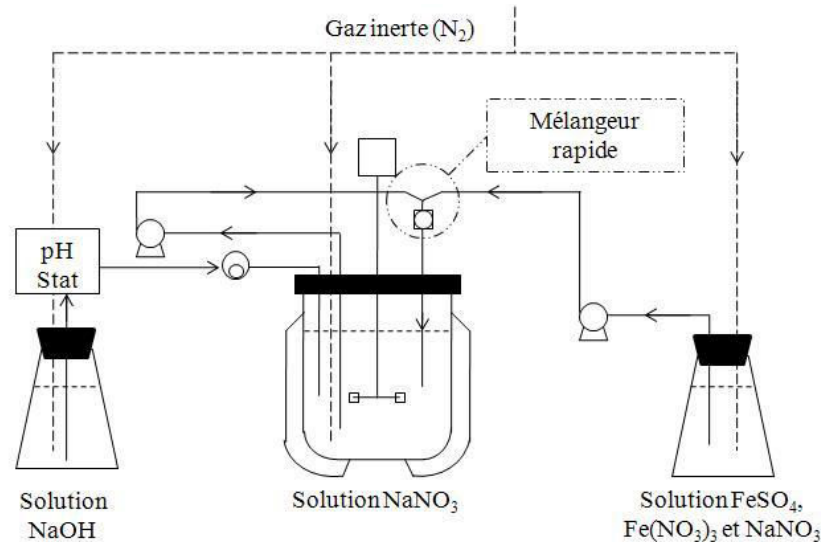 Gaz inerte (N₂)
Mélangeur
rapide
pH
Stat
Solution
NaOH
Solution NaNO₃
Solution FeSO₄,
Fe(NO₃)₃ et NaNO₃